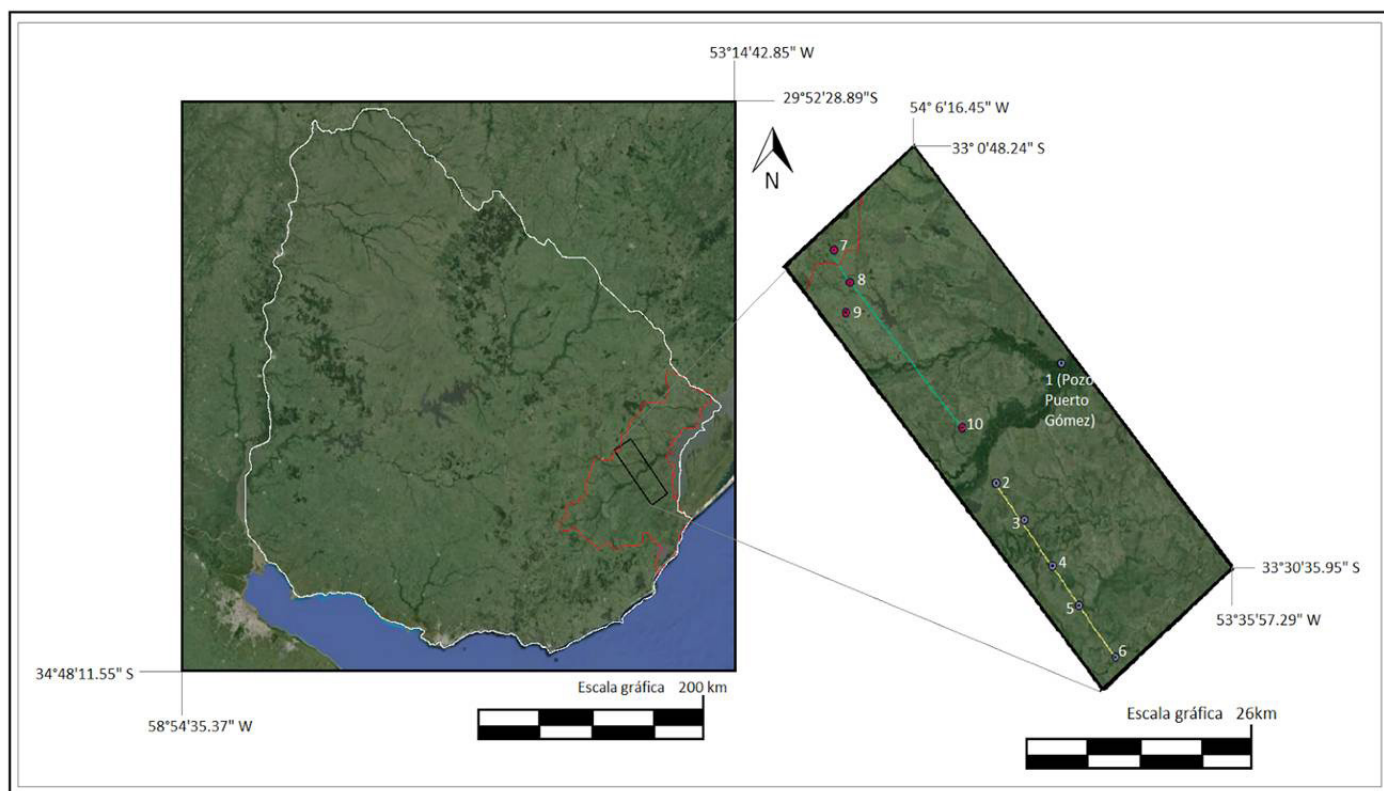 53°14'42.85" W
29°52'28.89"S
54° 6'16.45" W
33° 0'48.24" S
N
7
8
9
1 (Pozo
Puerto
Gómez)
10
2
3
4
5
6
33°30'35.95" S
53°35'57.29" W
34°48'11.55" S
58°54'35.37" W
Escala gráfica 200 km
Escala gráfica 26km